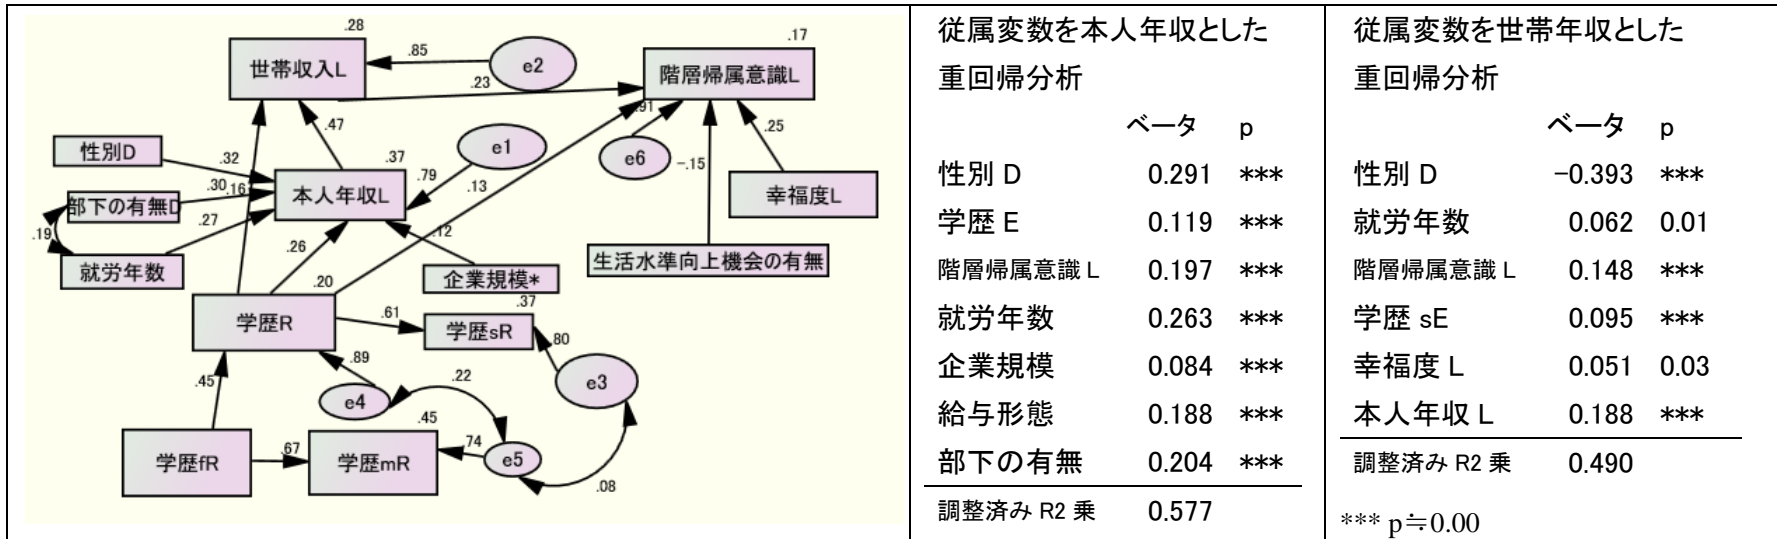 .28
世帯収入L
.85
e2
.17
階層帰属意識L
.23
.91
.47
.25
性別D
.32
e1
e6
-.15
.37
.79
.30
.16
部下の有無D
本人年収L
.13
幸福度L
.27
.12
.19
.26
就労年数
企業規模*
生活水準向上機会の有無
.20
.37
学歴R
.61
学歴sR
.80
.89
.22
e3
.45
e4
.45
学歴fR
.67
学歴mR
.74
e5
.08
従属変数を本人年収とした
重回帰分析
ベータ p
性別 D 0.291 ***
学歴 E 0.119 ***
階層帰属意識 L 0.197 ***
就労年数 0.263 ***
企業規模 0.084 ***
給与形態 0.188 ***
部下の有無 0.204 ***
調整済み R2 乗 0.577
従属変数を世帯年収とした
重回帰分析
ベータ p
性別 D -0.393 ***
就労年数 0.062 0.01
階層帰属意識 L 0.148 ***
学歴 sE 0.095 ***
幸福度 L 0.051 0.03
本人年収 L 0.188 ***
調整済み R2 乗 0.490
*** p≒0.00